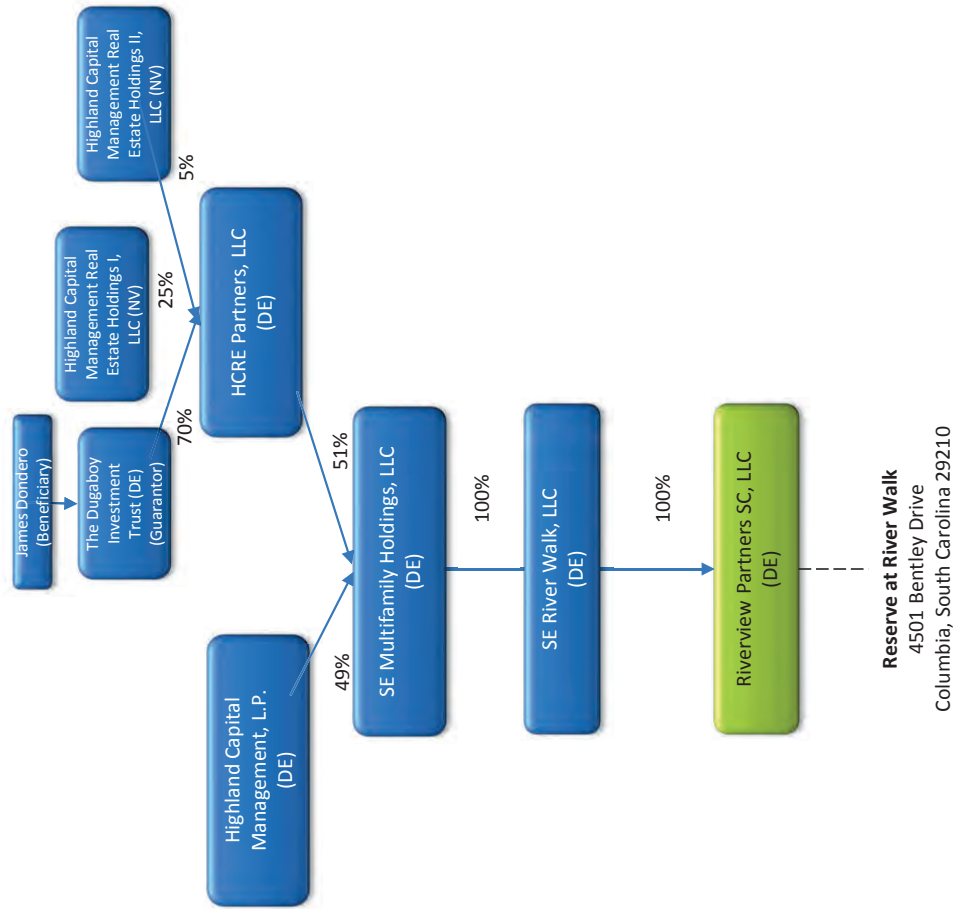 James Dondero
(Beneficiary)
The Dugaboy
Investment
Trust (DE)
(Guarantor)
Highland Capital
Management Real
Estate Holdings I,
LLC (NV)
Highland Capital
Management Real
Estate Holdings II,
LLC (NV)
70%
25%
5%
HCRE Partners, LLC
(DE)
Highland Capital
Management, L.P.
(DE)
49%
51%
SE Multifamily Holdings, LLC
(DE)
100%
SE River Walk, LLC
(DE)
100%
Riverview Partners SC, LLC
(DE)
Reserve at River Walk
4501 Bentley Drive
Columbia, South Carolina 29210